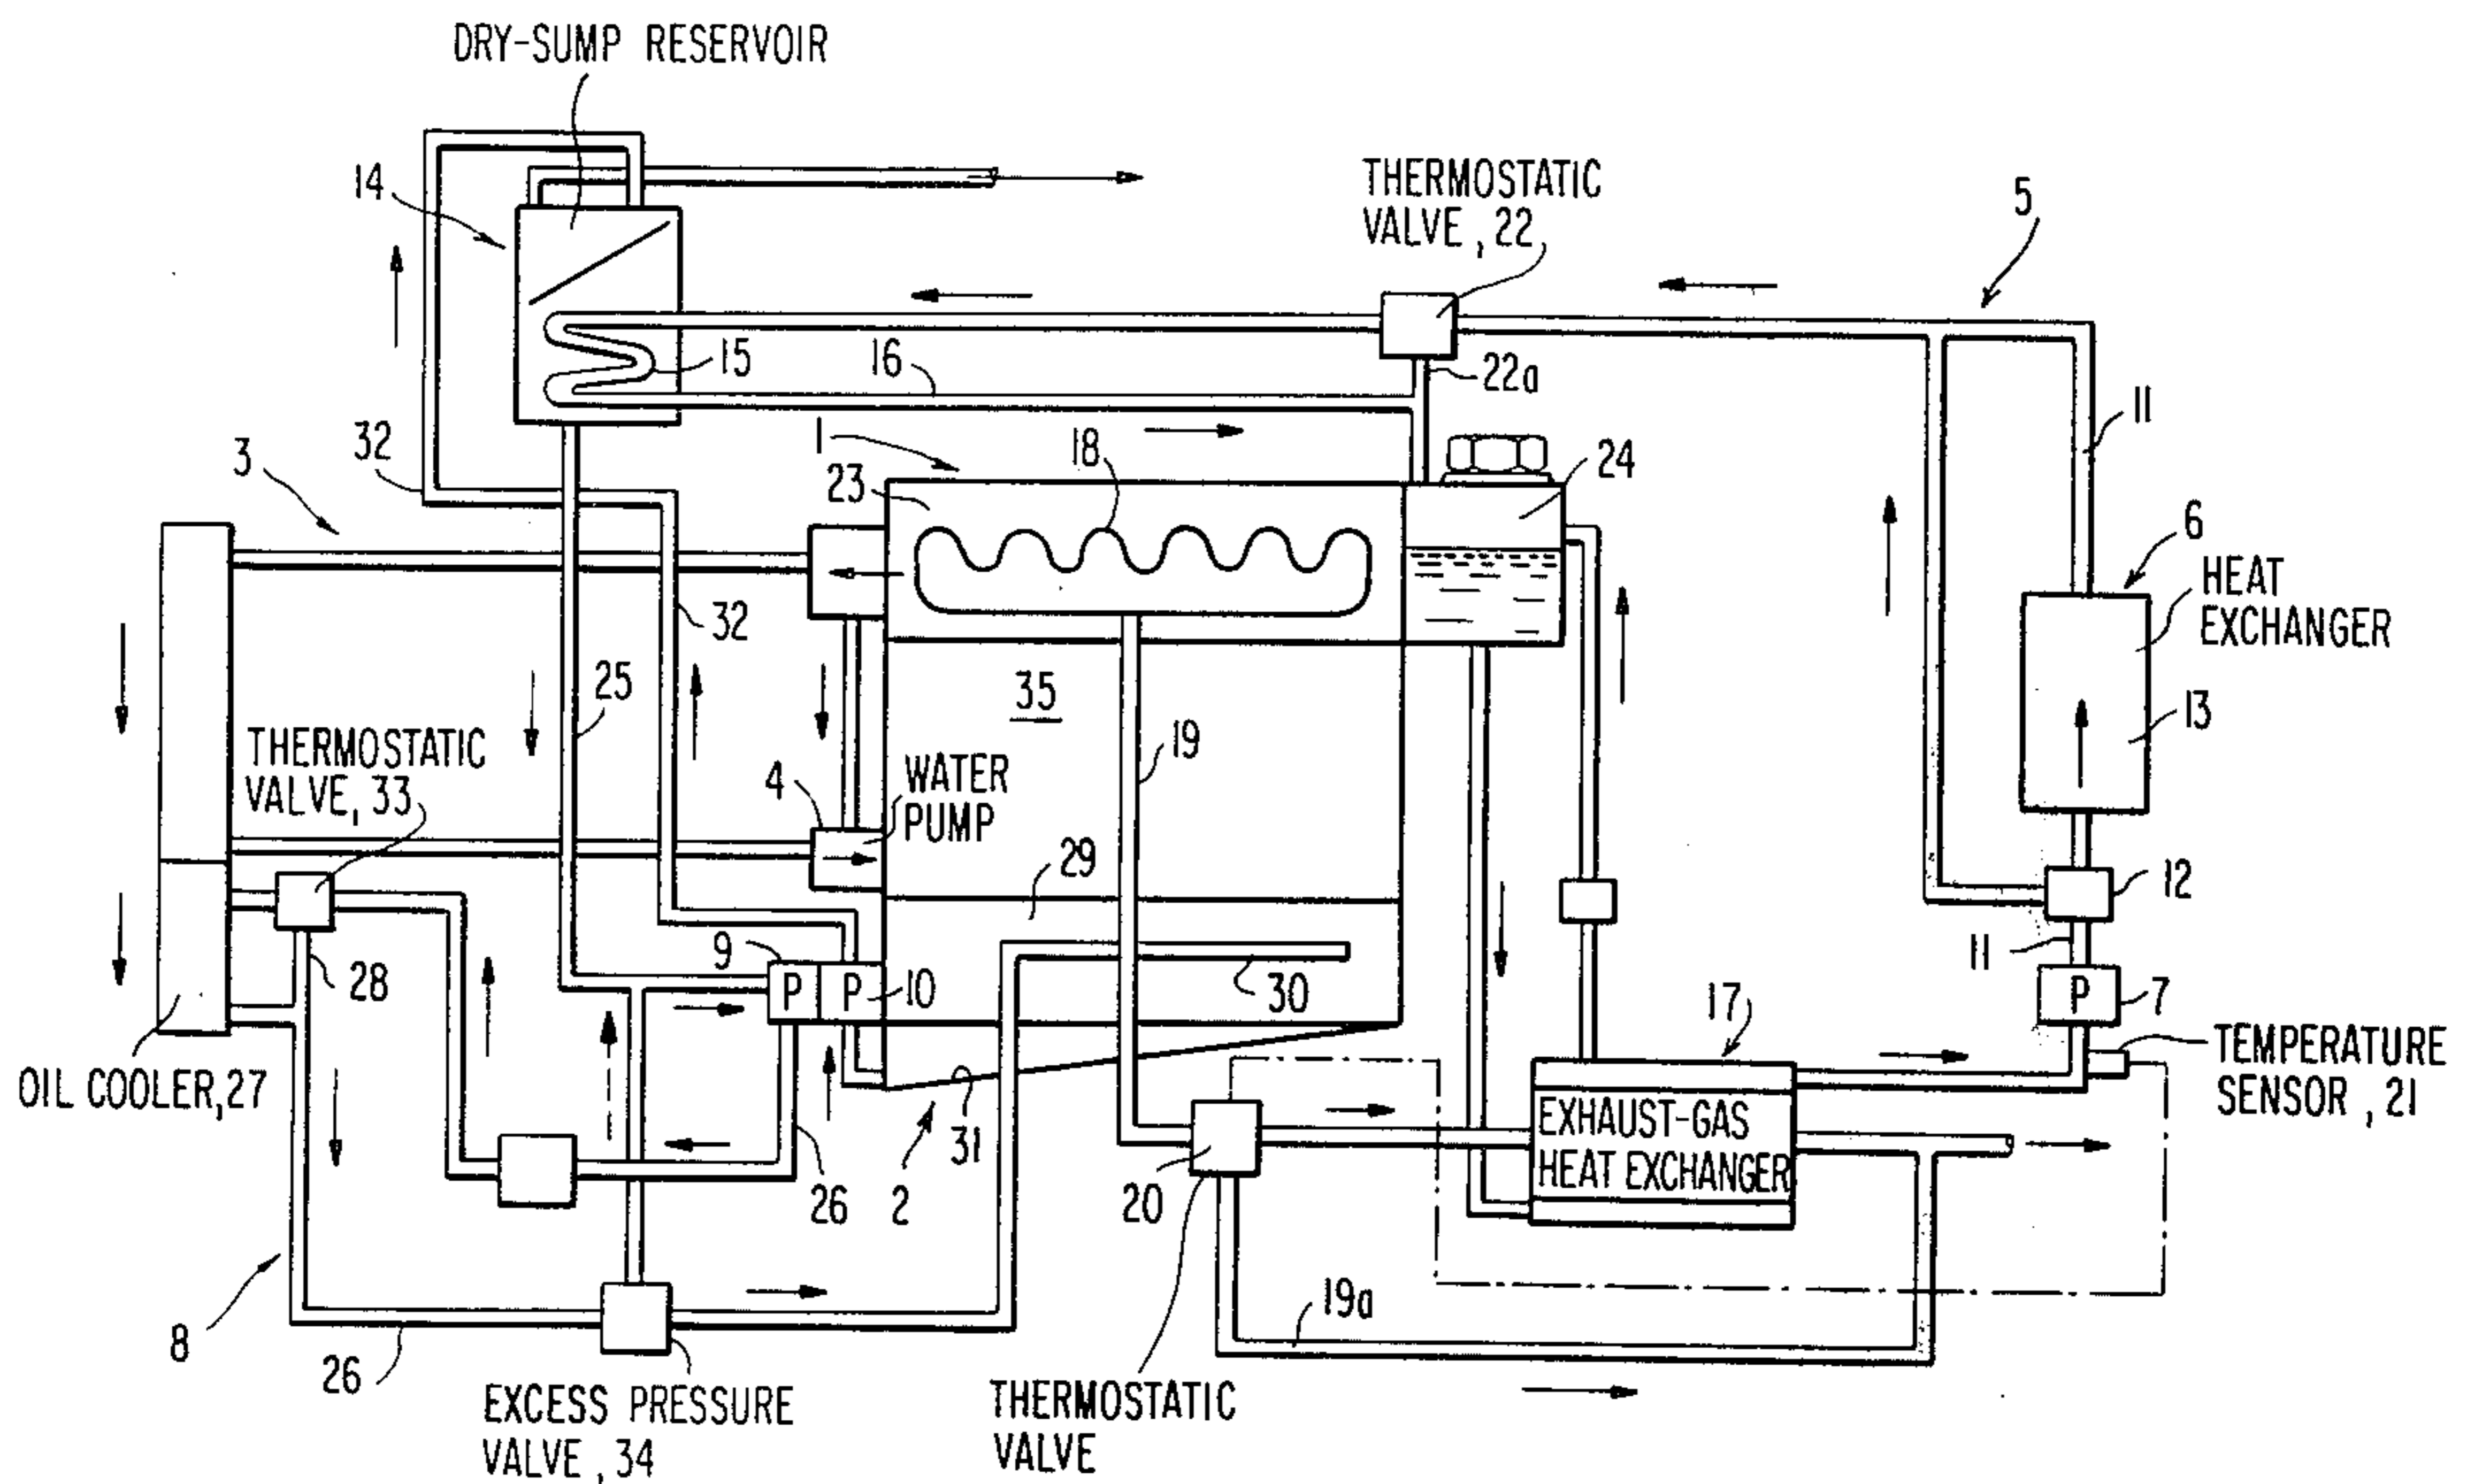 DRY-SUMP RESERVOIR
14
THERMOSTATIC
VALVE, 22
5
15
16
22a
11
1
18
24
32
3
23
6
HEAT
EXCHANGER
32
25
35
13
THERMOSTATIC
VALVE, 33
4
WATER
PUMP
19
29
12
9
P
P
10
28
30
11
P
7
17
TEMPERATURE
SENSOR, 21
OIL COOLER, 27
31
EXHAUST-GAS
HEAT EXCHANGER
26
2
20
8
19a
26
EXCESS PRESSURE
VALVE, 34
THERMOSTATIC
VALVE